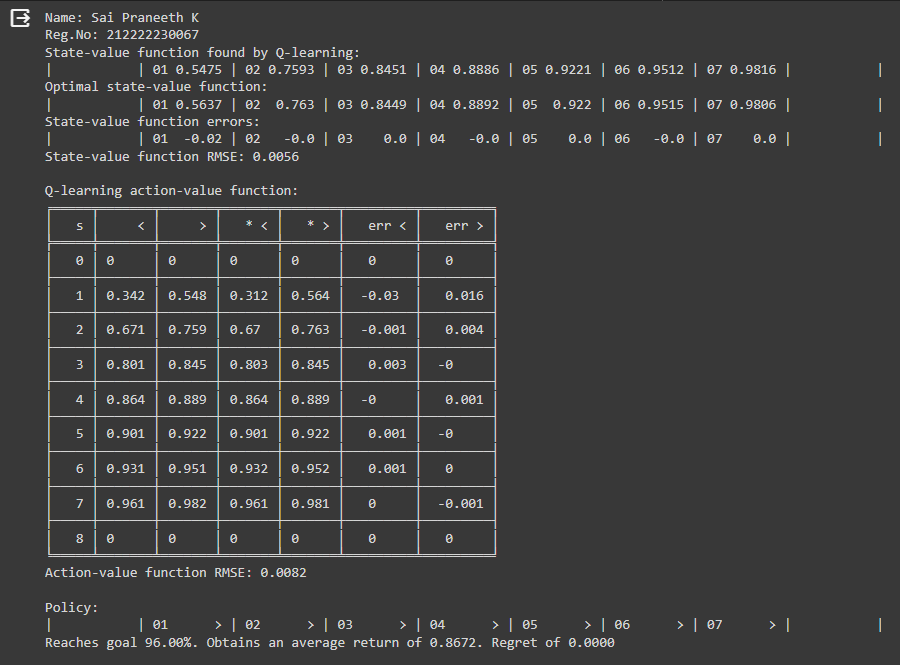 Name: Sai Praneeth K
Reg.No: 212222230067
State-value function found by Q-learning:
|           | 01 0.5475 | 02 0.7593 | 03 0.8451 | 04 0.8886 | 05 0.9221 | 06 0.9512 | 07 0.9816 |           |
Optimal state-value function:
|           | 01 0.5637 | 02  0.763 | 03 0.8449 | 04 0.8892 | 05  0.922 | 06 0.9515 | 07 0.9806 |           |
State-value function errors:
|           | 01  -0.02 | 02   -0.0 | 03    0.0 | 04   -0.0 | 05    0.0 | 06   -0.0 | 07    0.0 |           |
State-value function RMSE: 0.0056
Q-learning action-value function:
s | < | > | * < | * > | err < | err >
0 | 0 | 0 | 0 | 0 | 0 | 0
1 | 0.342 | 0.548 | 0.312 | 0.564 | -0.03 | 0.016
2 | 0.671 | 0.759 | 0.67 | 0.763 | -0.001 | 0.004
3 | 0.801 | 0.845 | 0.803 | 0.845 | 0.003 | -0
4 | 0.864 | 0.889 | 0.864 | 0.889 | -0 | 0.001
5 | 0.901 | 0.922 | 0.901 | 0.922 | 0.001 | -0
6 | 0.931 | 0.951 | 0.932 | 0.952 | 0.001 | 0
7 | 0.961 | 0.982 | 0.961 | 0.981 | 0 | -0.001
8 | 0 | 0 | 0 | 0 | 0 | 0
Action-value function RMSE: 0.0082
Policy:
|           | 01      > | 02      > | 03      > | 04      > | 05      > | 06      > | 07      > |           |
Reaches goal 96.00%. Obtains an average return of 0.8672. Regret of 0.0000